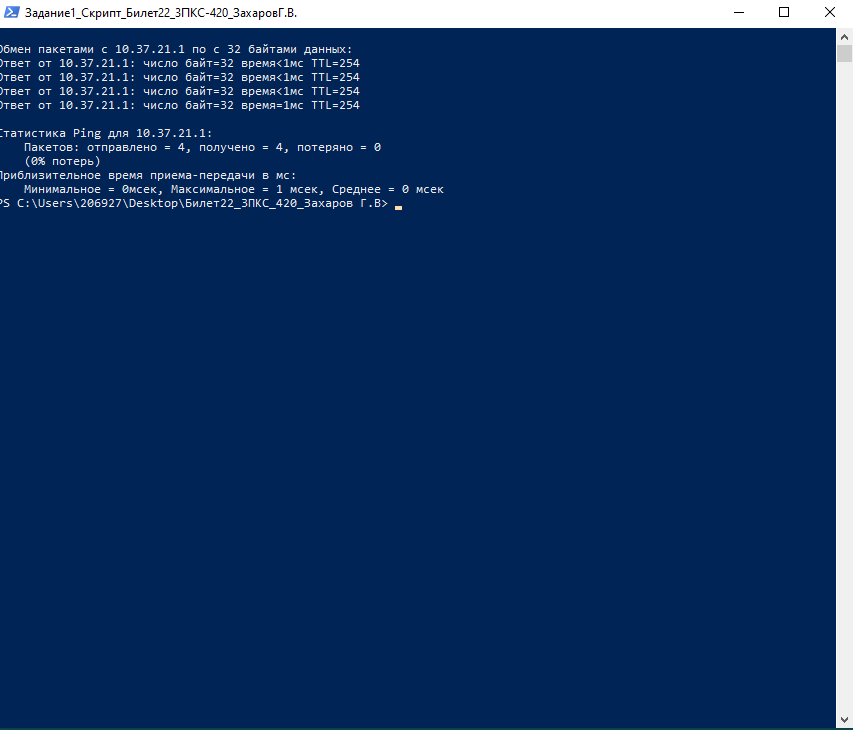 Задание1_Скрипт_Билет22_3ПКС-420_ЗахаровГ.В.
Обмен пакетами с 10.37.21.1 по с 32 байтами данных:
Ответ от 10.37.21.1: число байт=32 время<1мс TTL=254
Ответ от 10.37.21.1: число байт=32 время=1мс TTL=254
Ответ от 10.37.21.1: число байт=32 время<1мс TTL=254
Ответ от 10.37.21.1: число байт=32 время=1мс TTL=254
Статистика Ping для 10.37.21.1:
Пакетов: отправлено = 4, получено = 4, потеряно = 0
(0% потерь)
Приблизительное время приема-передачи в мс:
Минимальное = 0мсек, Максимальное = 1 мсек, Среднее = 0 мсек
PS C:\Users\206927\Desktop\Билет22_3ПКС_420_Захаров Г.В>